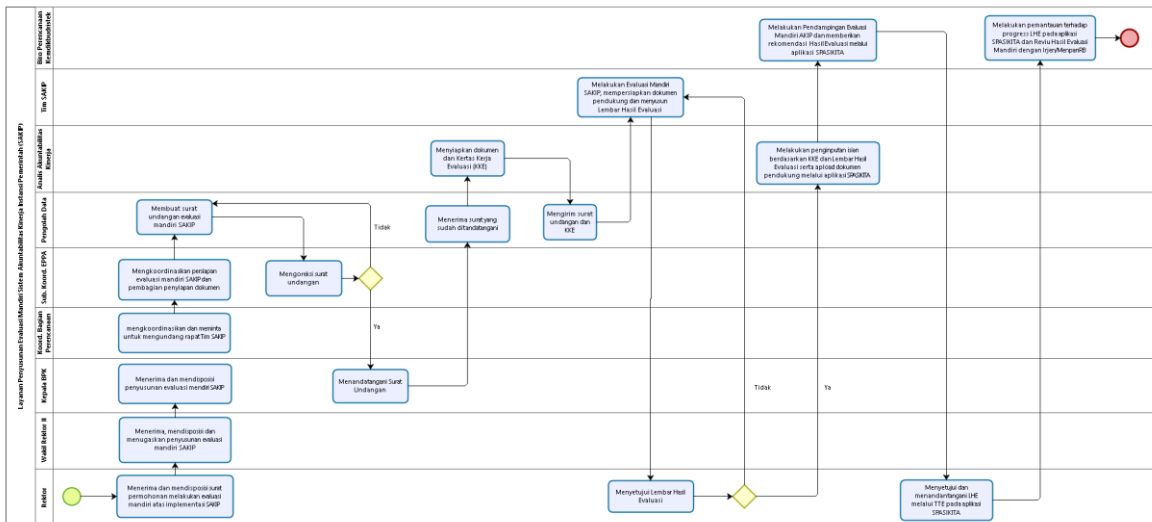 Layanan Penyusunan Evaluasi Mandiri Sistem Akuntabilitas Kinerja Instansi Pemerintah (SAKIP)
Biro Perencanaan
Kemdikbudristek
Melakukan Pendampingan Evaluasi
Mandiri AKIP dan memberikan
rekomendasi Hasil Evaluasi melalui
aplikasi SPASIKITA
Melakukan pemantauan terhadap
progress LHE pada aplikasi
SPASIKITA dan Reviu Hasil Evaluasi
Mandiri dengan Irjen/MenpanRB
Tim SAKIP
Melakukan Evaluasi Mandiri
SAKIP, mempersiapkan dokumen
pendukung dan menyusun
Lembar Hasil Evaluasi
Analis Akuntabilitas
Kinerja
Menyiapkan dokumen
dan Kertas Kerja
Evaluasi (KKE)
Melakukan penginputan isian
berdasarkan KKE dan Lembar Hasil
Evaluasi serta upload dokumen
pendukung melalui aplikasi SPASIKITA
Pengolah Data
Membuat surat
undangan evaluasi
mandiri SAKIP
Tidak
Menerima surat yang
sudah ditandatangani
Mengirim surat
undangan dan
KKE
Sub. Koord. EPPA
Mengkoordinasikan persiapan
evaluasi mandiri SAKIP dan
pembagian penyiapan dokumen
Mengoreksi surat
undangan
Koord. Bagian
Perencanaan
mengkoordinasikan dan meminta
untuk mengundang rapat Tim SAKIP
Ya
Kepala BPK
Menerima dan mendisposisi
penyusunan evaluasi mendiri SAKIP
Menandatangani Surat
Undangan
Tidak
Ya
Wakil Rektor II
Menerima, mendisposisi dan
menugaskan penyusunan evaluasi
mandiri SAKIP
Rektor
Menerima dan mendisposisi surat
permohonan melakukan evaluasi
mandiri atas implementasi SAKIP
Menyetujui Lembar Hasil
Evaluasi
Menyetujui dan
menandantangani LHE
melalui TTE pada aplikasi
SPASIKITA